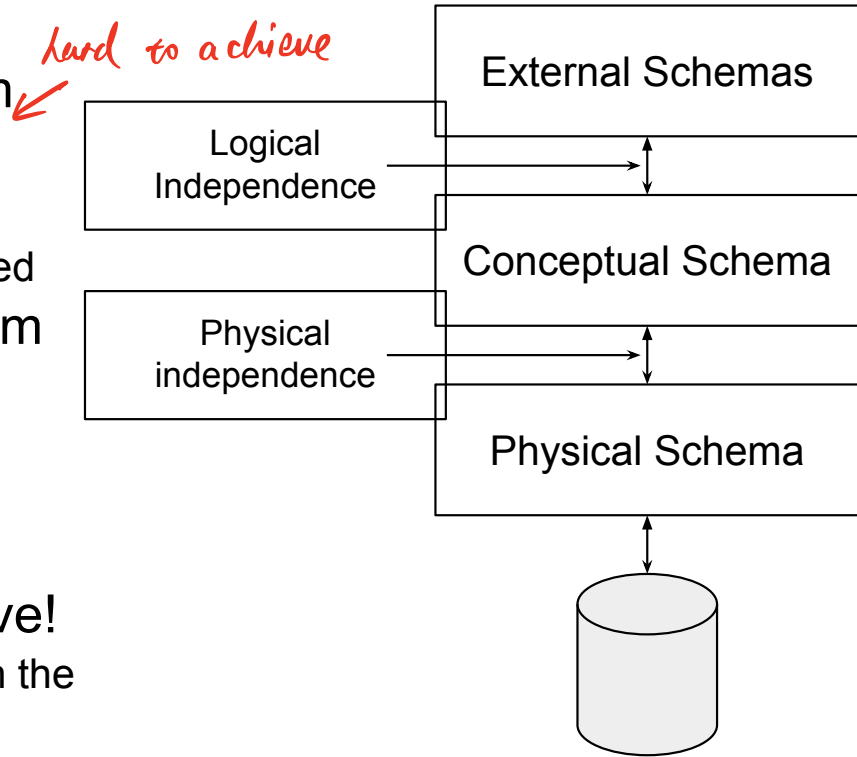 hard to achieve
n
External Schemas
Logical
Independence
ed
Conceptual Schema
m
Physical
independence
Physical Schema
ve!
n the